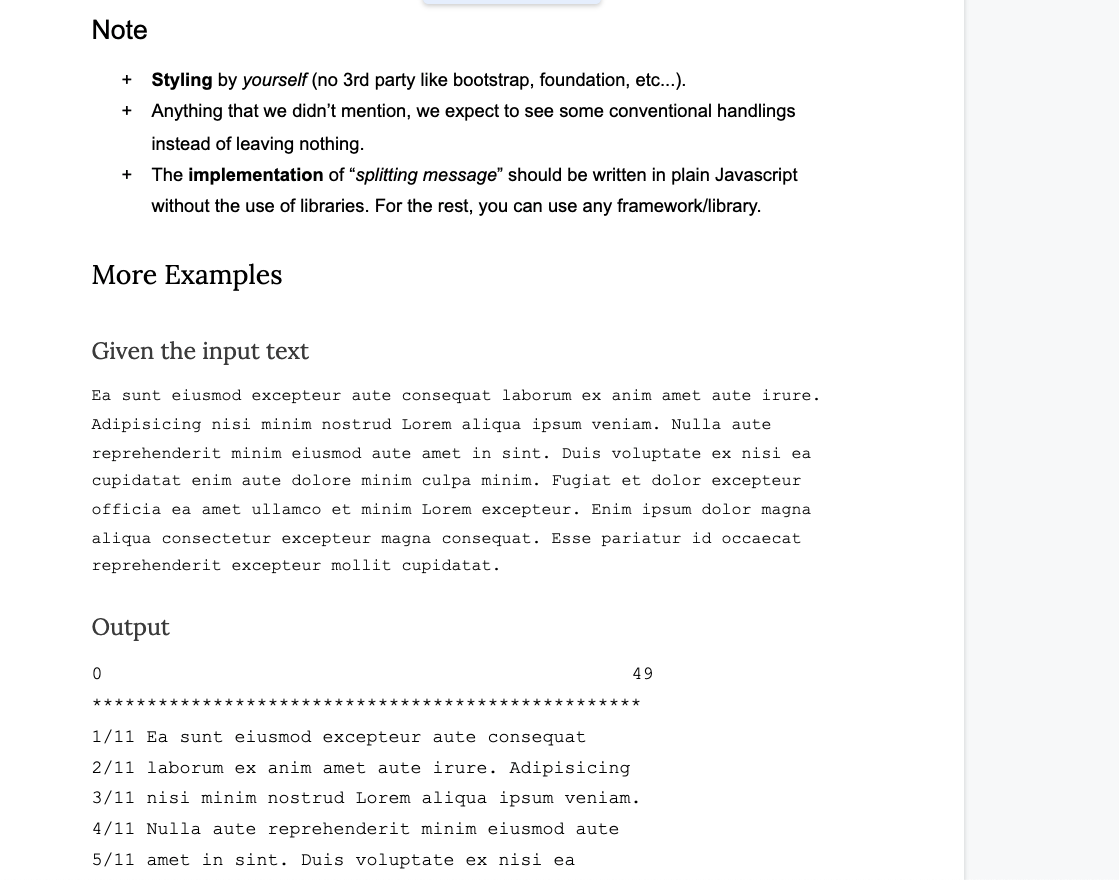 Note
+ Styling by yourself (no 3rd party like bootstrap, foundation, etc...).
+ Anything that we didn’t mention, we expect to see some conventional handlings
instead of leaving nothing.
+ The implementation of “splitting message” should be written in plain Javascript
without the use of libraries. For the rest, you can use any framework/library.
More Examples
Given the input text
Ea sunt eiusmod excepteur aute consequat laborum ex anim amet aute irure.
Adipisicing nisi minim nostrud Lorem aliqua ipsum veniam. Nulla aute
reprehenderit minim eiusmod aute amet in sint. Duis voluptate ex nisi ea
cupidatat enim aute dolore minim culpa minim. Fugiat et dolor excepteur
officia ea amet ullamco et minim Lorem excepteur. Enim ipsum dolor magna
aliqua consectetur excepteur magna consequat. Esse pariatur id occaecat
reprehenderit excepteur mollit cupidatat.
Output
0 49
**************************************************
1/11 Ea sunt eiusmod excepteur aute consequat
2/11 laborum ex anim amet aute irure. Adipisicing
3/11 nisi minim nostrud Lorem aliqua ipsum veniam.
4/11 Nulla aute reprehenderit minim eiusmod aute
5/11 amet in sint. Duis voluptate ex nisi ea